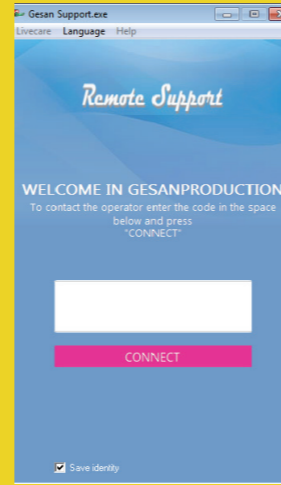 Gesan Support.exe
Livecare Language Help
Remote Support
WELCOME IN GESANPRODUCTION
To contact the operator enter the code in the space
below and press
"CONNECT"
CONNECT
Save identity